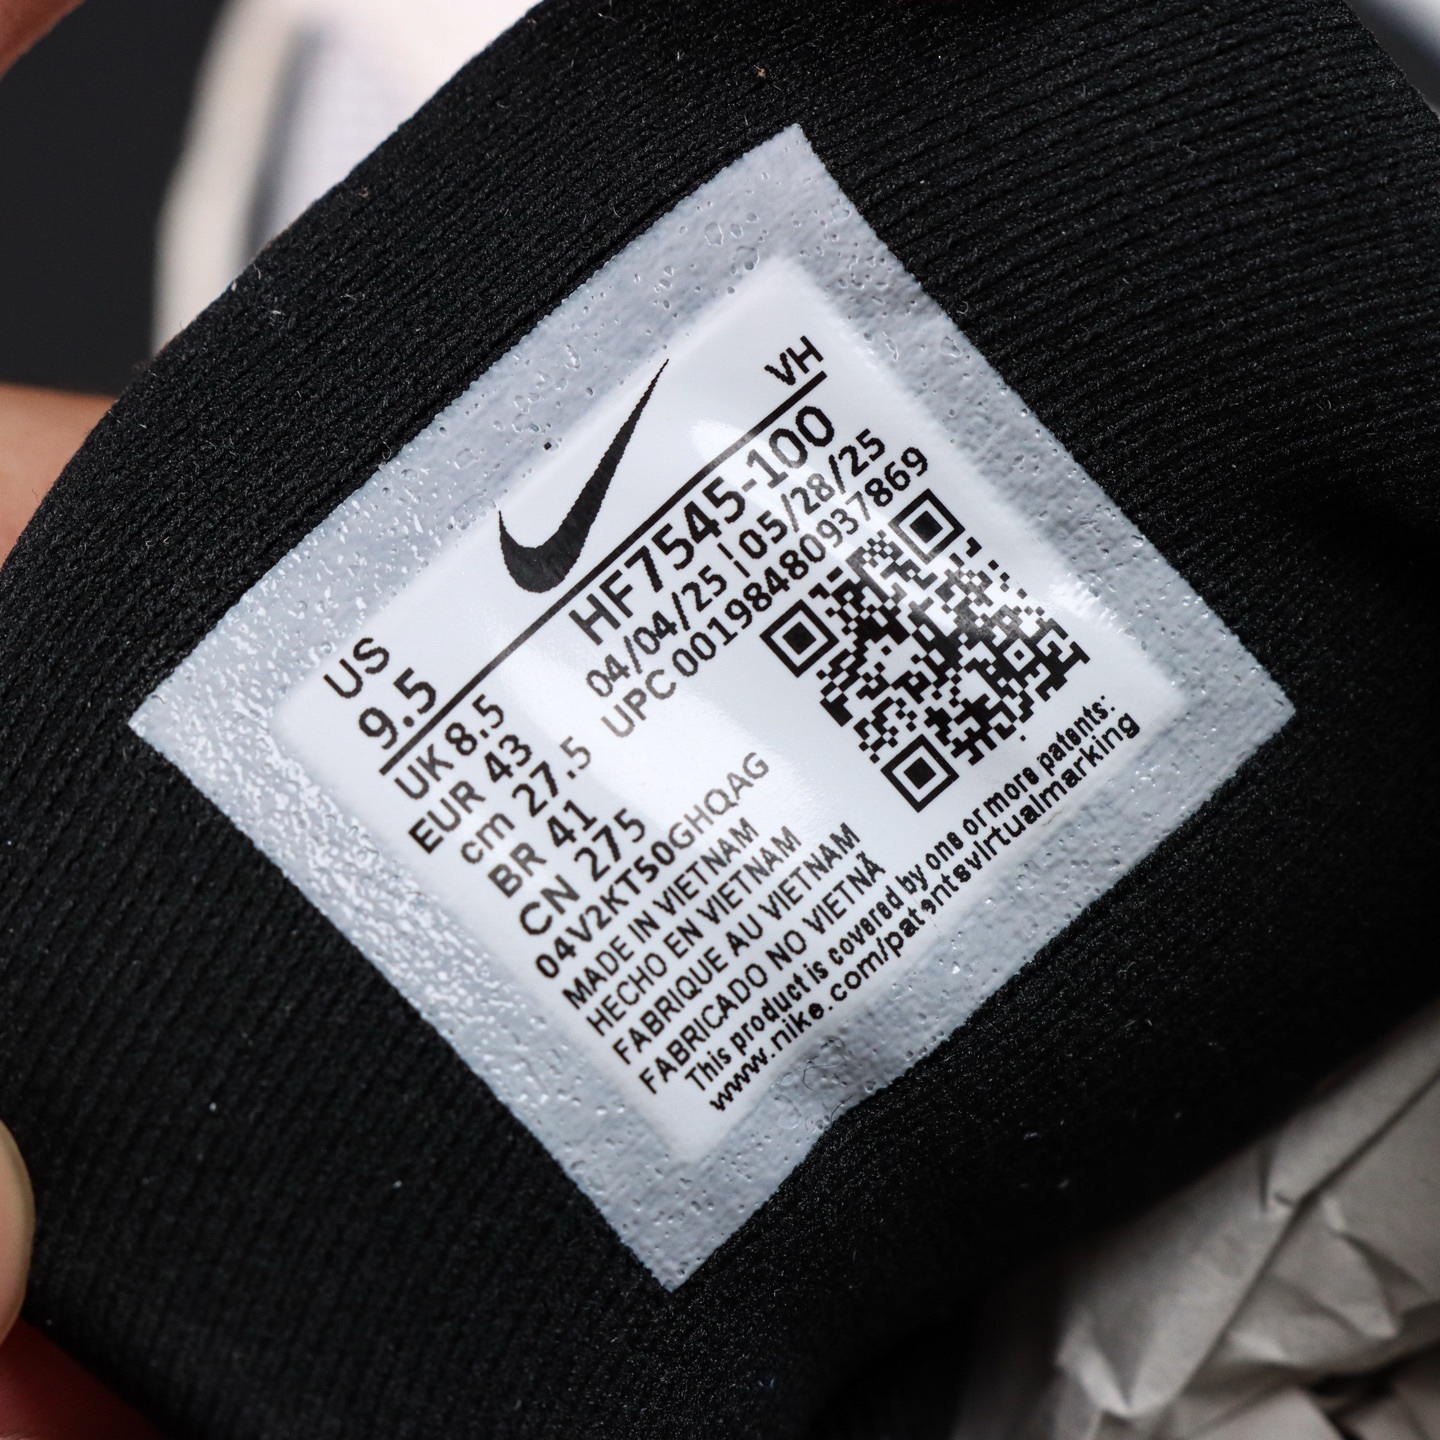 VH
US
9.5
HF7545-100
UK 8.5
04/04/25 | 05/28/25
EUR 43
UPC 00198480937869
cm 27.5
BR 41
CN 275
04V2KT50GHQAG
MADE IN VIETNAM
HECHO EN VIETNAM
FABRIQUE AU VIETNAM
FABRICADO NO VIETNÃ
This product is covered by one or more patents:
www.nike.com/patentsvirtualmarking